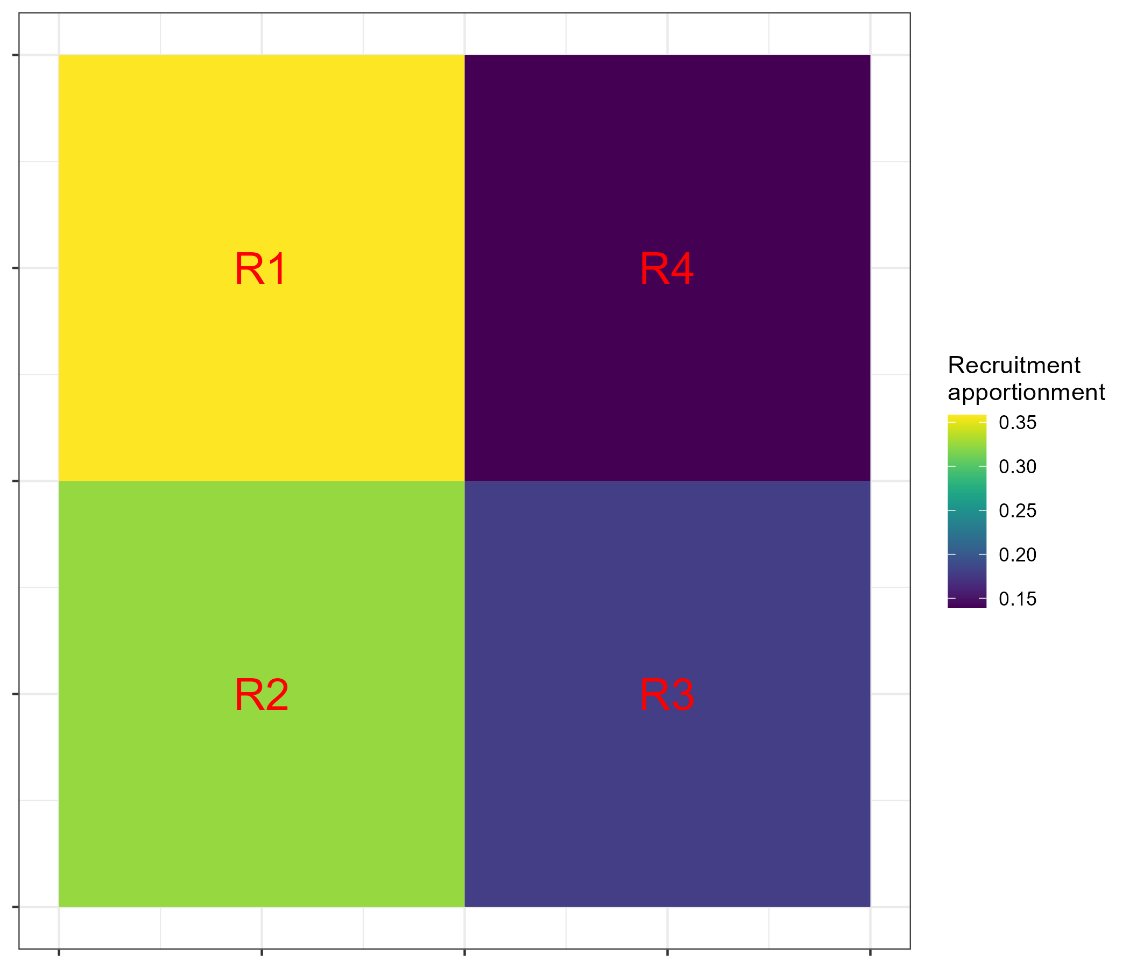 R1
R4
R2
R3
Recruitment
apportionment
0.35
0.30
0.25
0.20
0.15